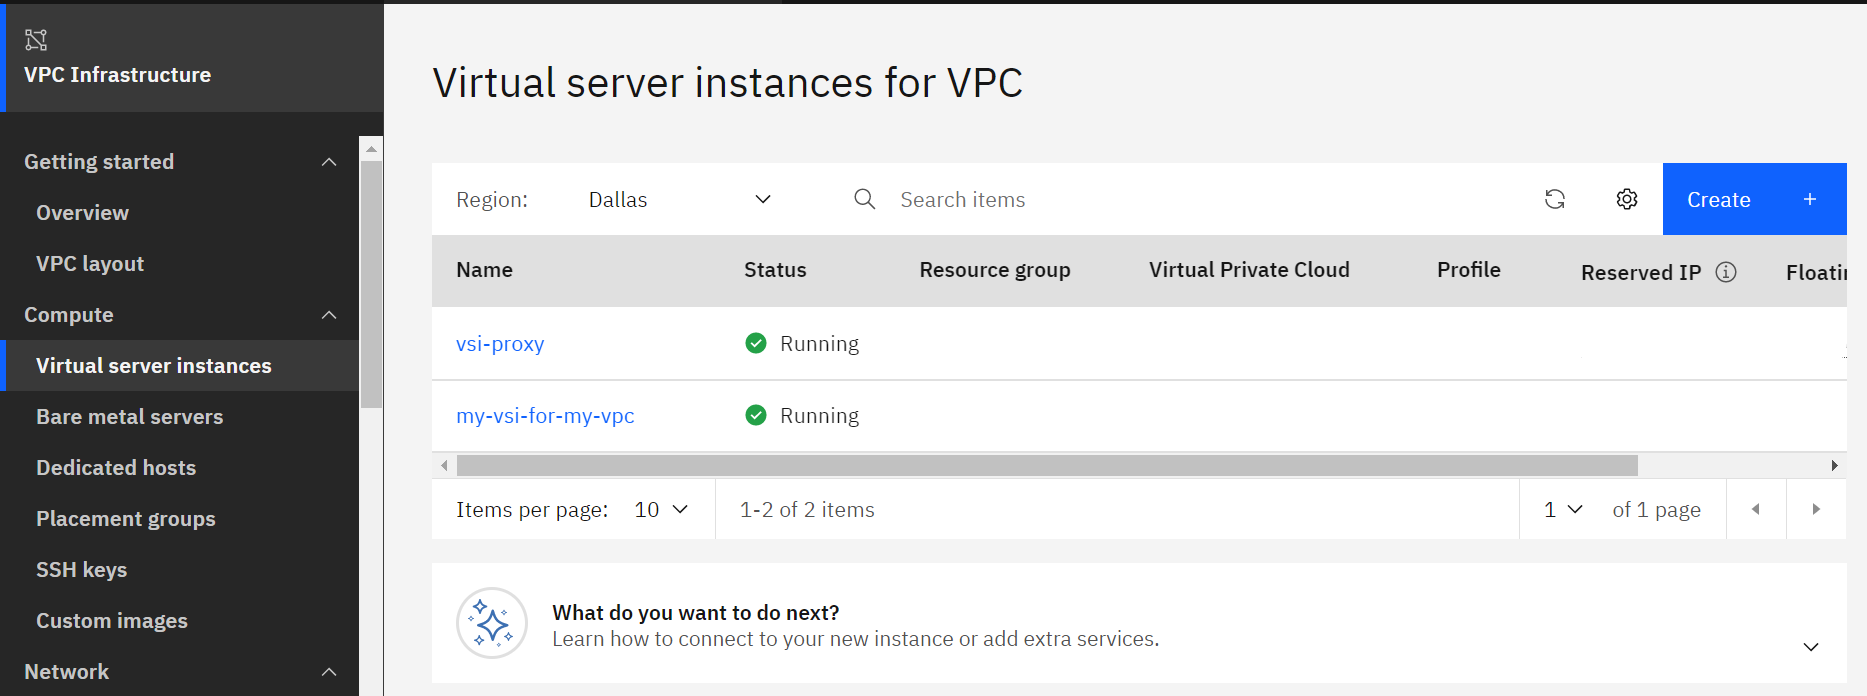 VPC Infrastructure
Getting started
Overview
VPC layout
Compute
Virtual server instances
Bare metal servers
Dedicated hosts
Placement groups
SSH keys
Custom images
Network
Virtual server instances for VPC
Region: Dallas Search items Create +
Name Status Resource group Virtual Private Cloud Profile Reserved IP Floatin
vsi-proxy Running
my-vsi-for-my-vpc Running
Items per page: 10 1-2 of 2 items 1 of 1 page
What do you want to do next?
Learn how to connect to your new instance or add extra services.